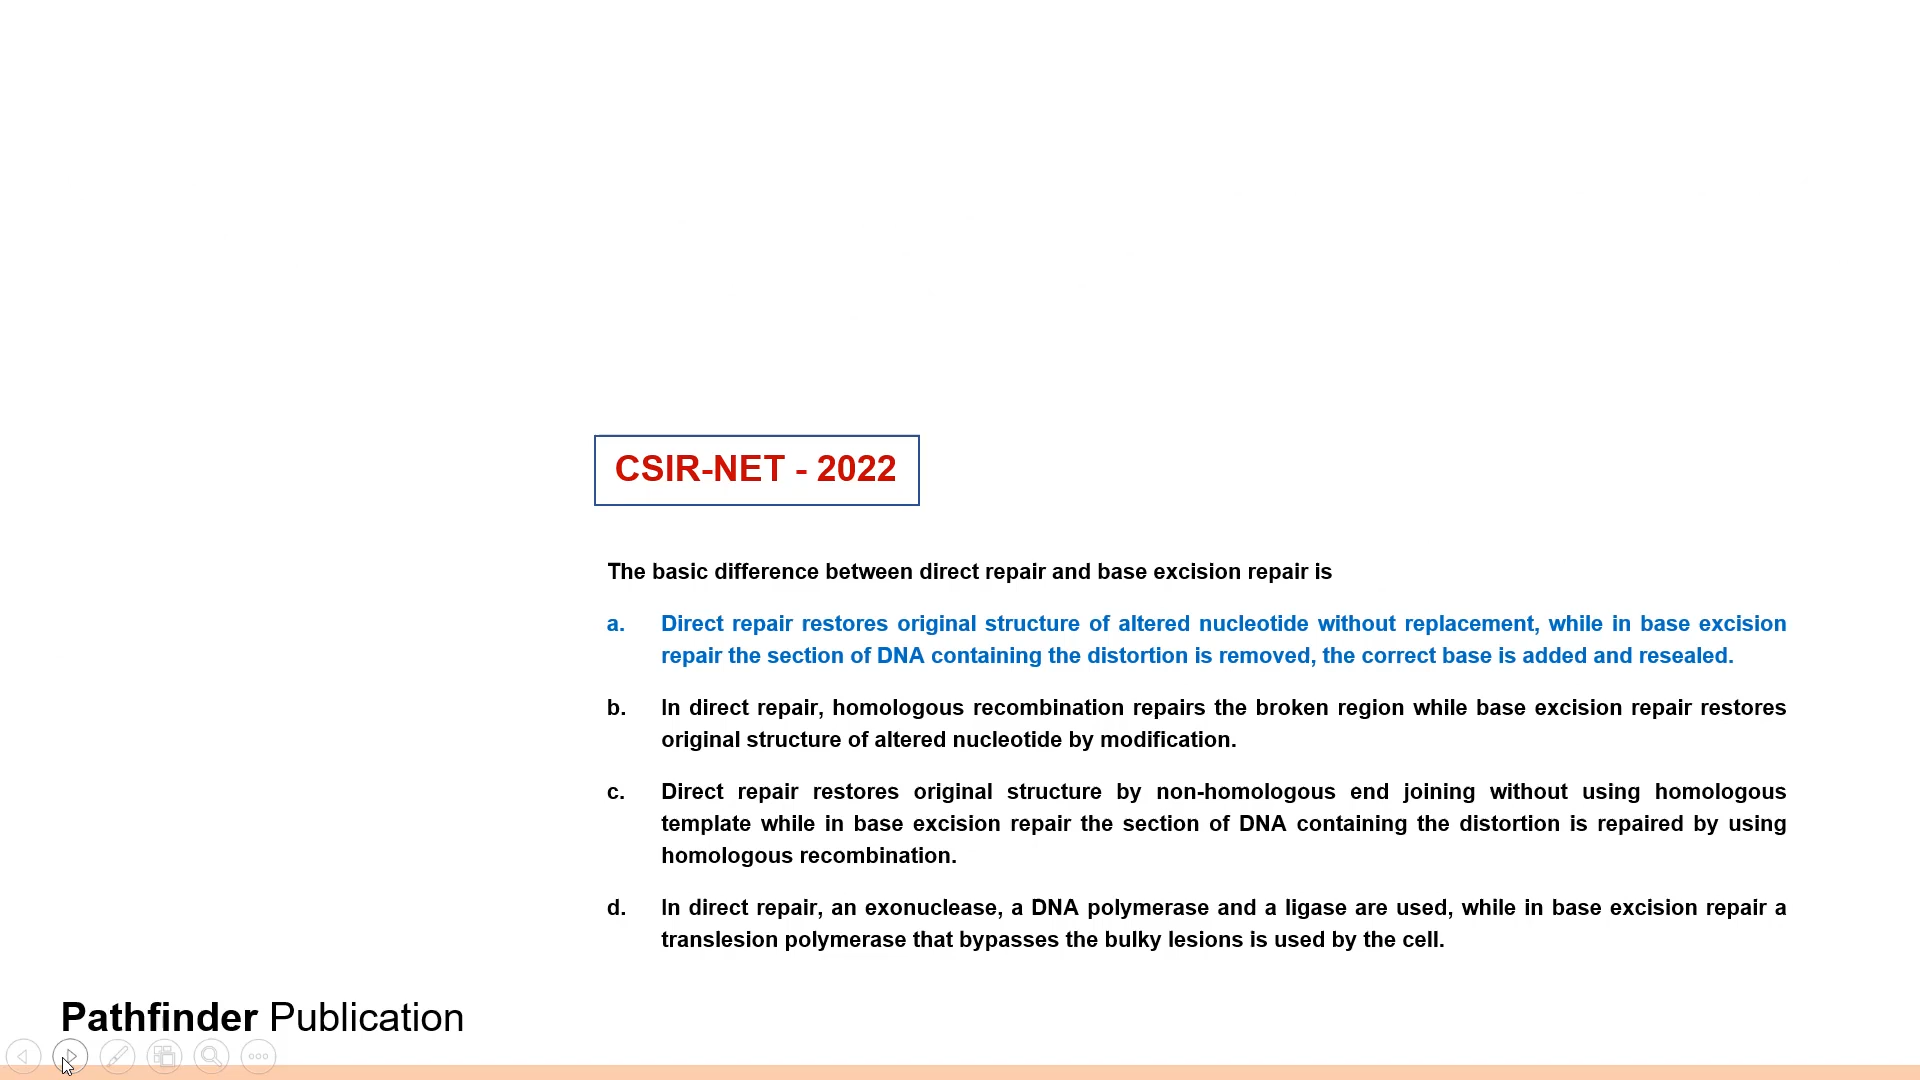 CSIR-NET - 2022
The basic difference between direct repair and base excision repair is
a. Direct repair restores original structure of altered nucleotide without replacement, while in base excision
repair the section of DNA containing the distortion is removed, the correct base is added and resealed.
b. In direct repair, homologous recombination repairs the broken region while base excision repair restores
original structure of altered nucleotide by modification.
c. Direct repair restores original structure by non-homologous end joining without using homologous
template while in base excision repair the section of DNA containing the distortion is repaired by using
homologous recombination.
d. In direct repair, an exonuclease, a DNA polymerase and a ligase are used, while in base excision repair a
translesion polymerase that bypasses the bulky lesions is used by the cell.
Pathfinder Publication